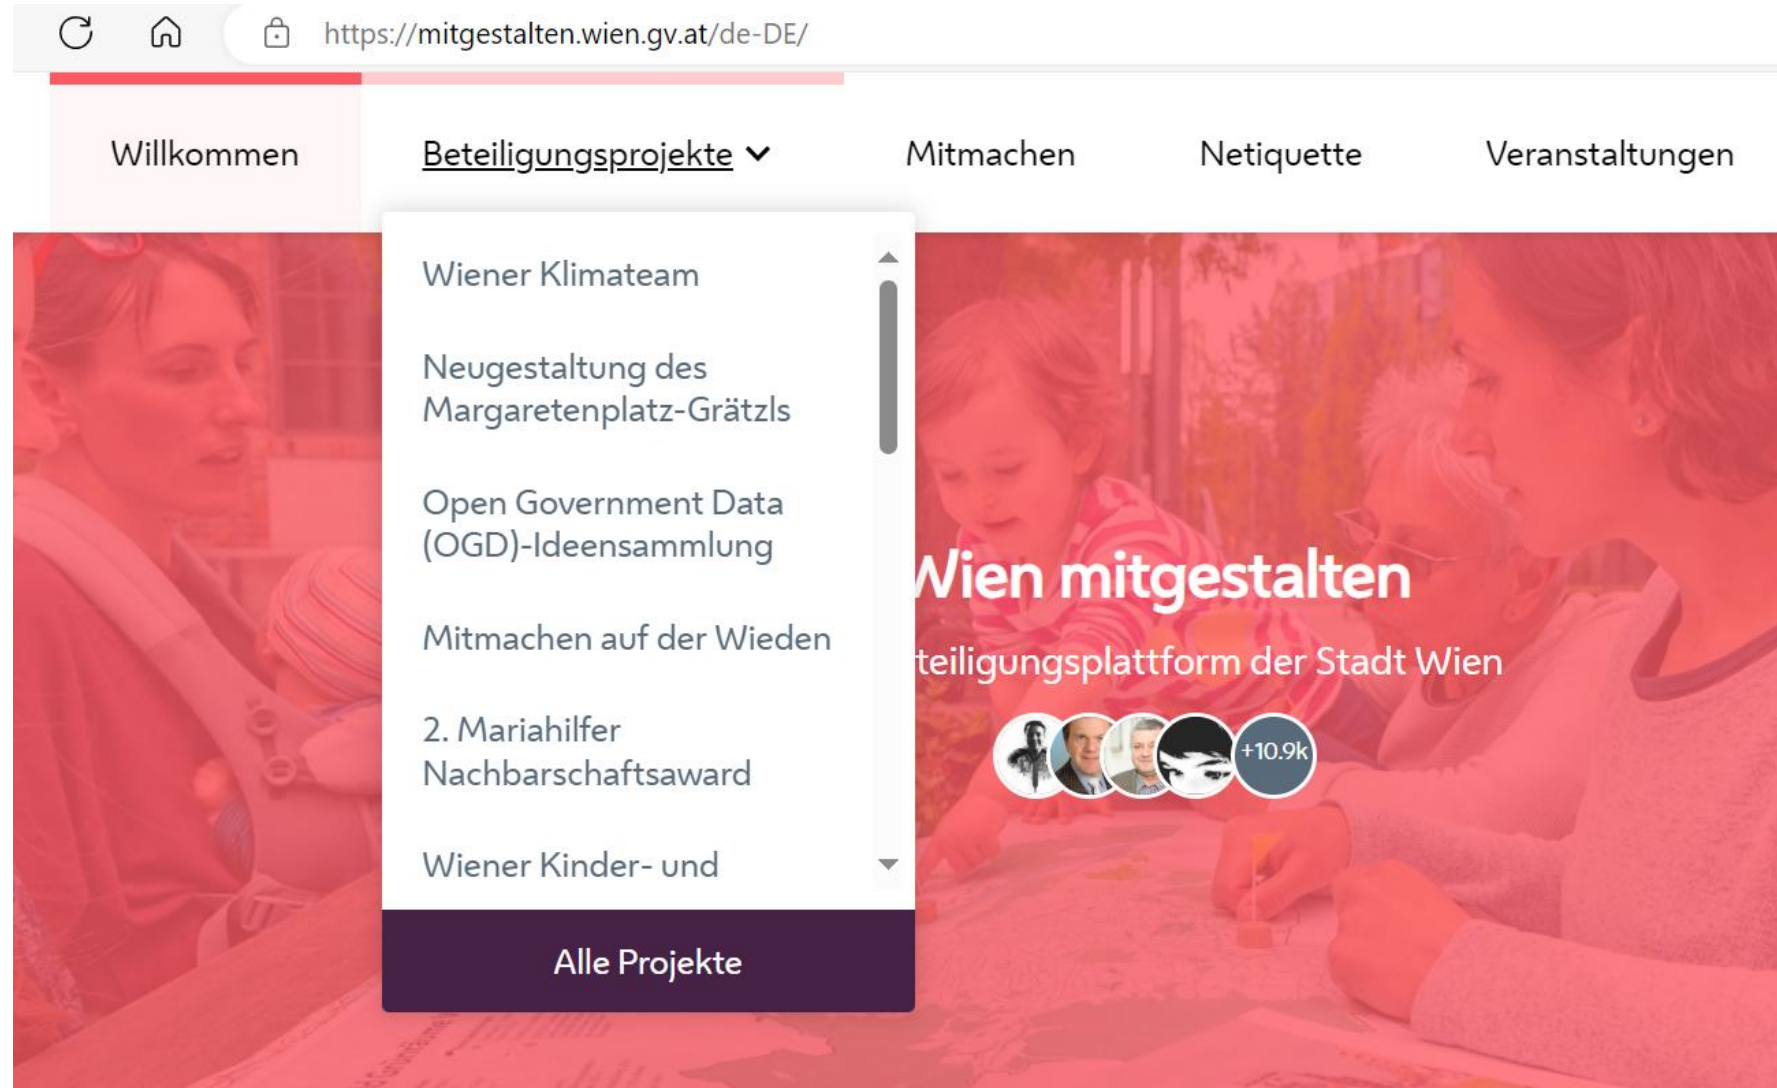 https://mitgestalten.wien.gv.at/de-DE/
Willkommen
Beteiligungsprojekte
Mitmachen
Netiquette
Veranstaltungen
Wiener Klimateam
Neugestaltung des
Margaretenplatz-Grätzls
Open Government Data
(OGD)-Ideensammlung
Mitmachen auf der Wieden
2. Mariahilfer
Nachbarschaftsaward
Wiener Kinder- und
Alle Projekte
Wien mitgestalten
teiligungsplattform der Stadt Wien
+10.9k